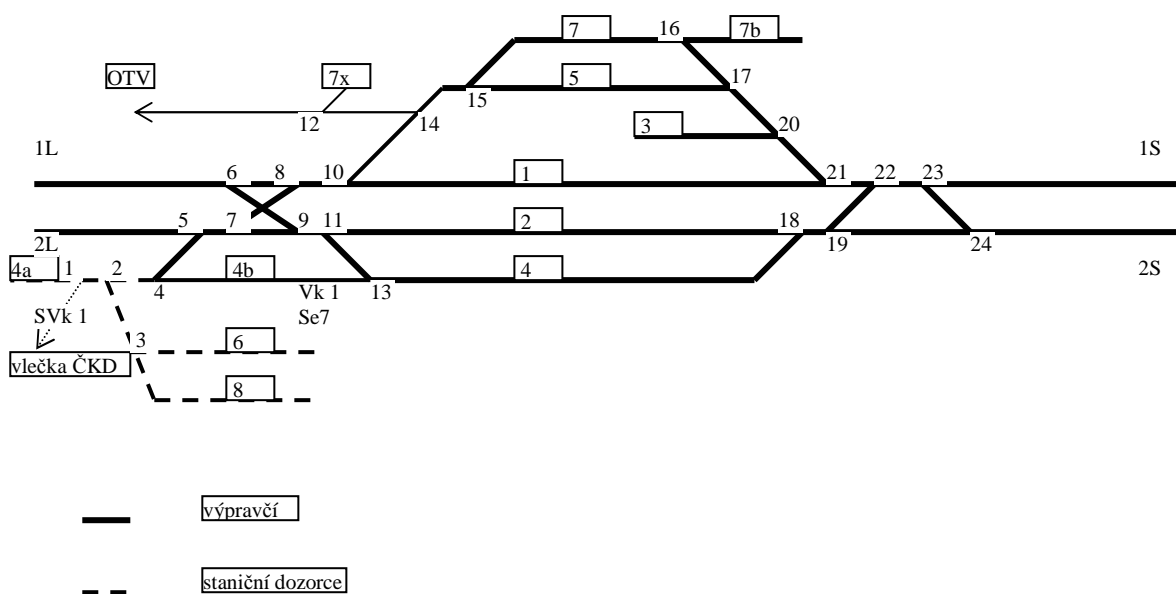 7 16 7b
OTV 7x 5 17
15
12 14 3 20
1L 6 8 10 1 21 22 23 1S
5 7 9 11 2 18
2L 19 24
4a 1 2 4b 4 2S
4 Vk 1 13
SVk 1 Se7
3 6
vlečka ČKD
8
výpravčí
staniční dozorce